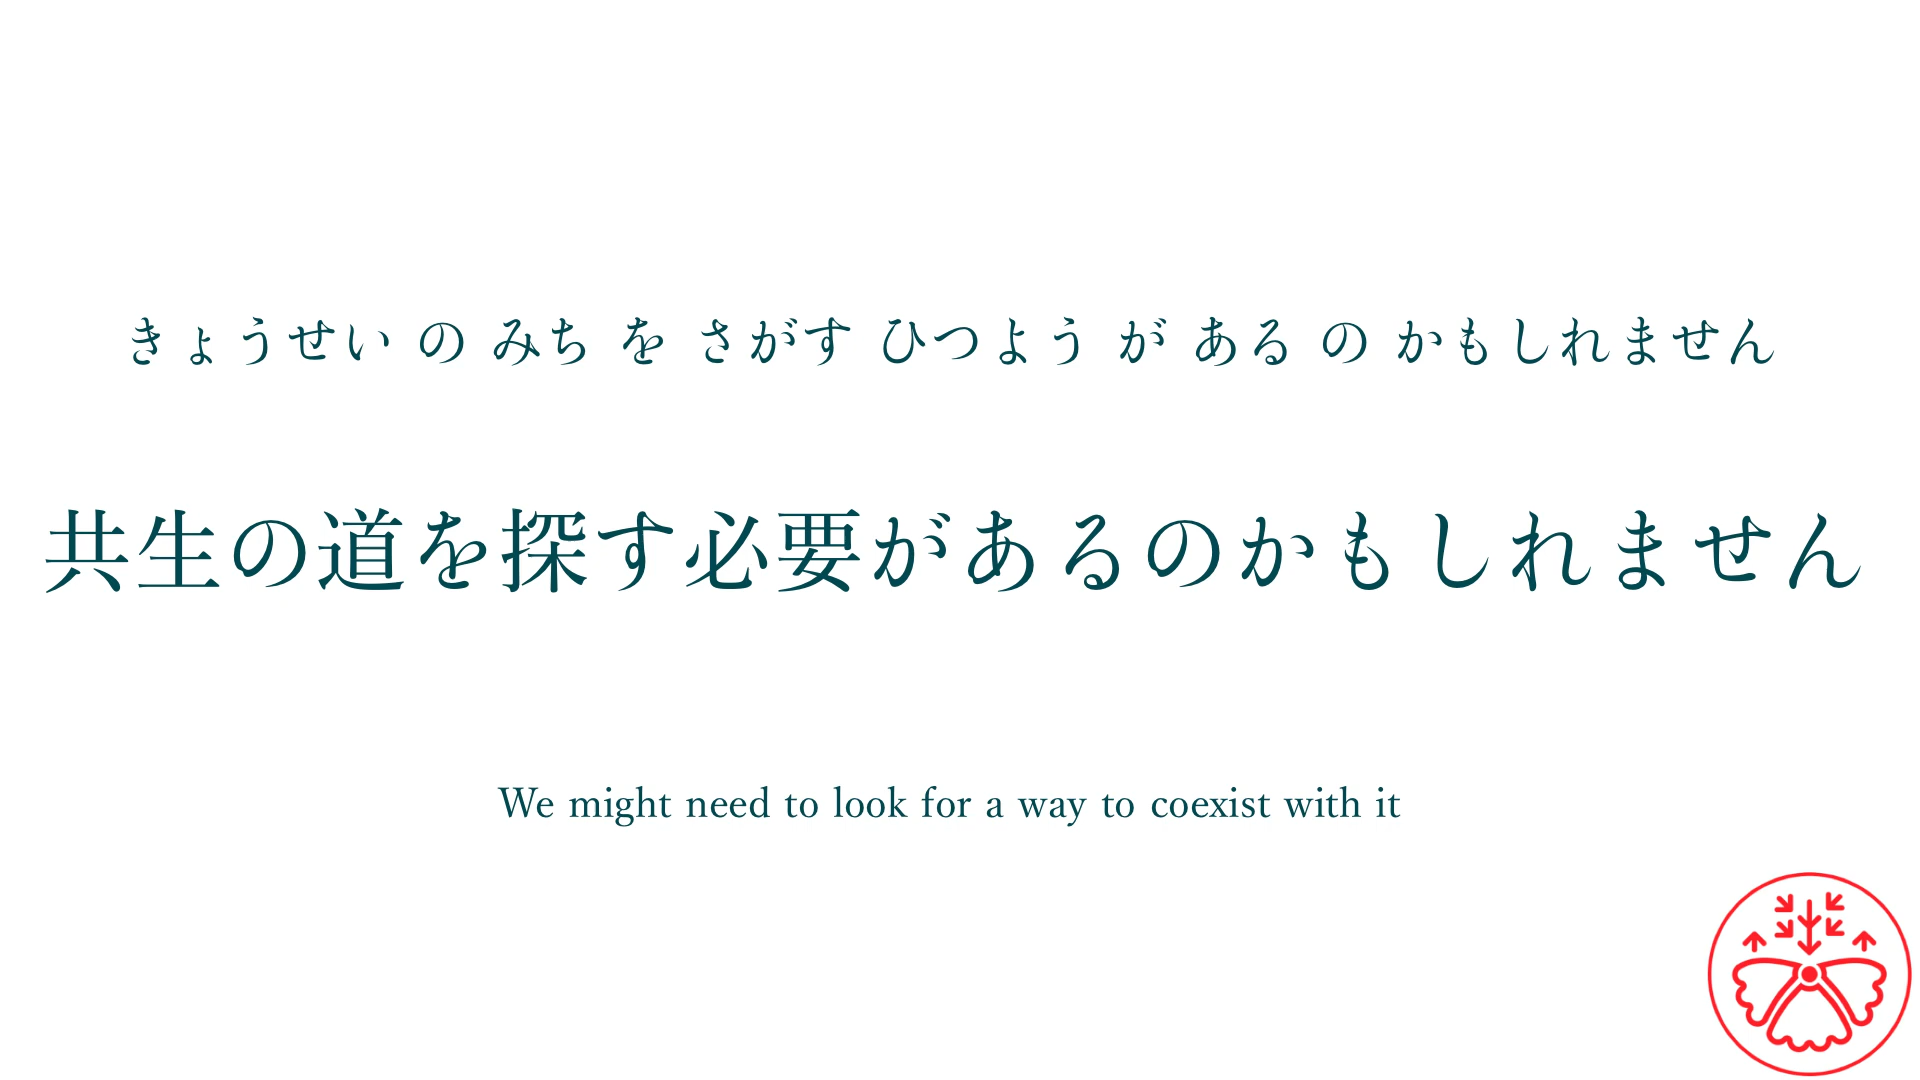 きょうせい の みち を さがす ひつよう が ある の かもしれません
共生の道を探す必要があるのかもしれません
We might need to look for a way to coexist with it